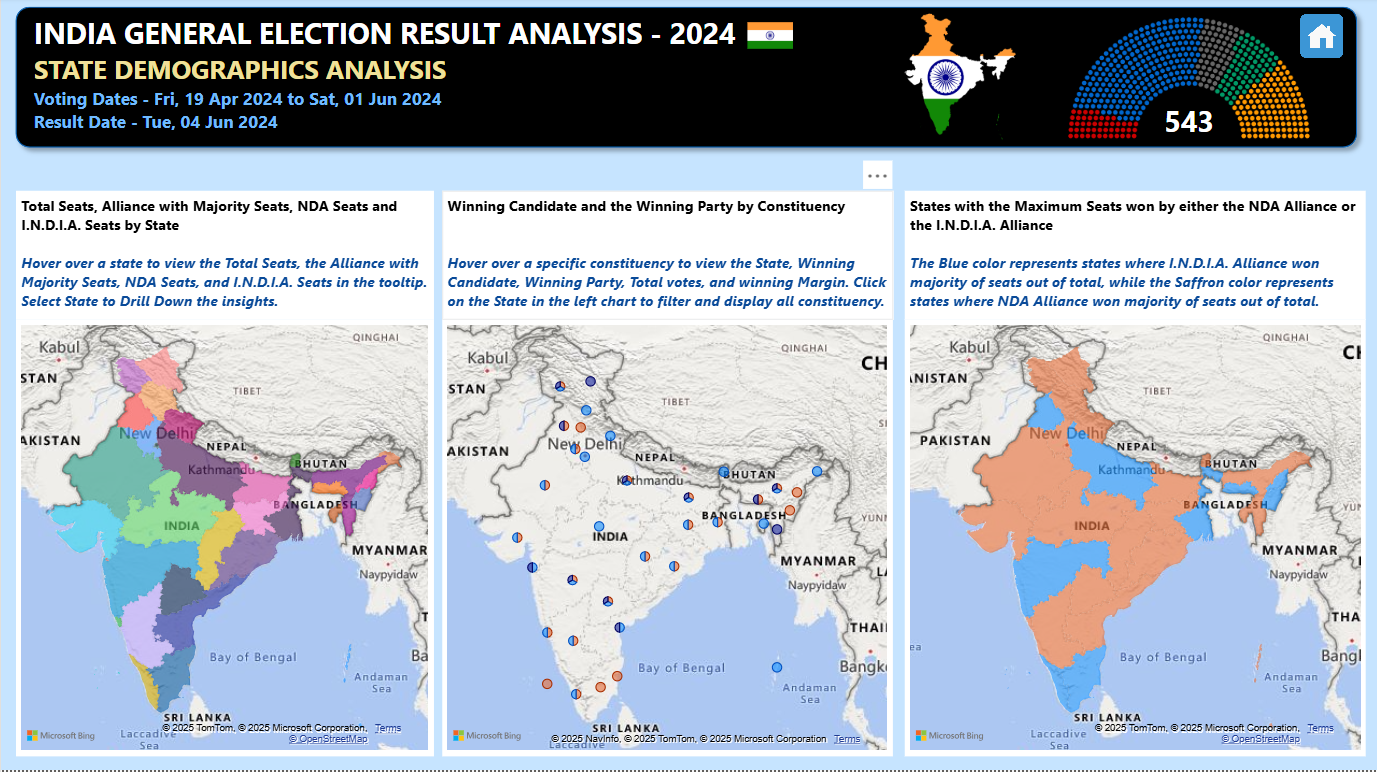 INDIA GENERAL ELECTION RESULT ANALYSIS - 2024
STATE DEMOGRAPHICS ANALYSIS
Voting Dates - Fri, 19 Apr 2024 to Sat, 01 Jun 2024
Result Date - Tue, 04 Jun 2024
543
Total Seats, Alliance with Majority Seats, NDA Seats and
I.N.D.I.A. Seats by State
Hover over a state to view the Total Seats, the Alliance with
Majority Seats, NDA Seats, and I.N.D.I.A. Seats in the tooltip.
Select State to Drill Down the insights.
QINGHAI
Kabul
STAN
TIBET
New Delhi
AKISTAN
NEPAL
BHUTAN
Kathmandu
BANGLADESH
INDIA
MYANMAR
Naypyidaw
T
Bay of Bengal
Ba
Andaman
Sea
SRI LANKA
© 2025 TomTom, © 2025 Microsoft Corporation, Terms
Microsoft Bing
Laccadive
© OpenStreetMap
Sea
Winning Candidate and the Winning Party by Constituency
Hover over a specific constituency to view the State, Winning
Candidate, Winning Party, Total votes, and winning Margin. Click
on the State in the left chart to filter and display all constituency.
QINGHAI
Kabul
CH
STAN
TIBET
New Delhi
AKISTAN
NEPAL
BHUTAN
Kathmandu
BANGLADESH
YUNN
INDIA
MYANMAR
LA
Naypyidaw
THAI
Bay of Bengal
Bangk
Andaman
Sea
SRI LANKA
Microsoft Bing
© 2025 NavInfo, © 2025 TomTom, © 2025 Microsoft Corporation Terms
Laccadive
States with the Maximum Seats won by either the NDA Alliance or
the I.N.D.I.A. Alliance
The Blue color represents states where I.N.D.I.A. Alliance won
majority of seats out of total, while the Saffron color represents
states where NDA Alliance won majority of seats out of total.
QINGHAI
Kabul
CH
ANISTAN
TIBET
New Delhi
PAKISTAN
NEPAL
BHUTAN
Kathmandu
BANGLADESH
YUN
INDIA
MYANMAR
Naypyidaw
THA
ea
Bay of Bengal
Bangl
Andaman
Sea
SRI LANKA
© 2025 TomTom, © 2025 Microsoft Corporation, Terms
Microsoft Bing
Laccadive
© OpenStreetMap
Sea